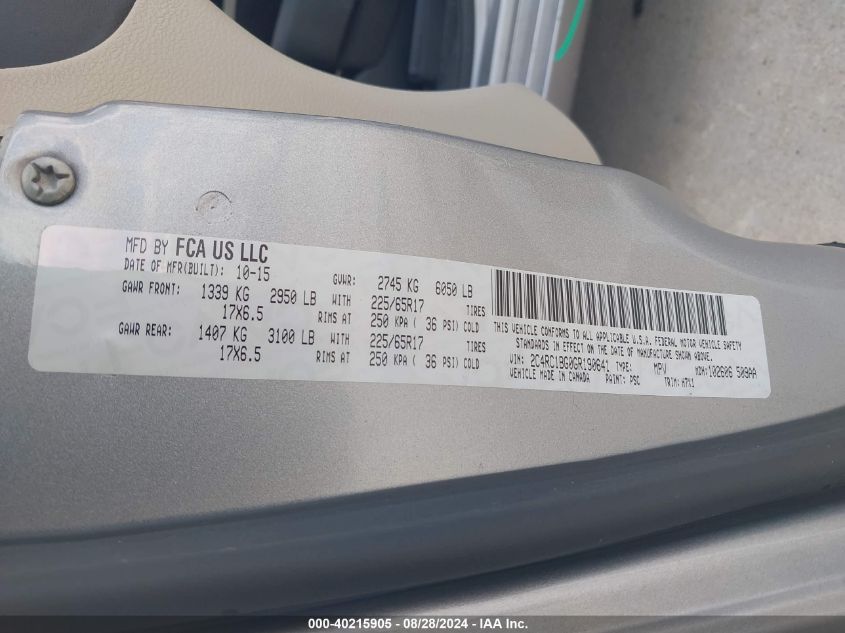 MFD BY FCA US LLC
DATE OF MFR(BUILT): 10-15 GVWR: 2745 KG 6050 LB
GAWR FRONT: 1339 KG 2950 LB WITH 225/65R17 TIRES
17X6.5 RIMS AT 250 KPA ( 36 PSI) COLD
GAWR REAR: 1407 KG 3100 LB WITH 225/65R17 TIRES
17X6.5 RIMS AT 250 KPA ( 36 PSI) COLD
THIS VEHICLE CONFORMS TO ALL APPLICABLE U.S.A. FEDERAL MOTOR VEHICLE SAFETY
STANDARDS IN EFFECT ON THE DATE OF MANUFACTURE SHOWN ABOVE.
VIN: 2C4RC1BG0GR190641 TYPE: MPV MDH:102606 509AA
VEHICLE MADE IN CANADA PAINT: PSC TRIM:
000-40215905 - 08/28/2024 - IAA Inc.